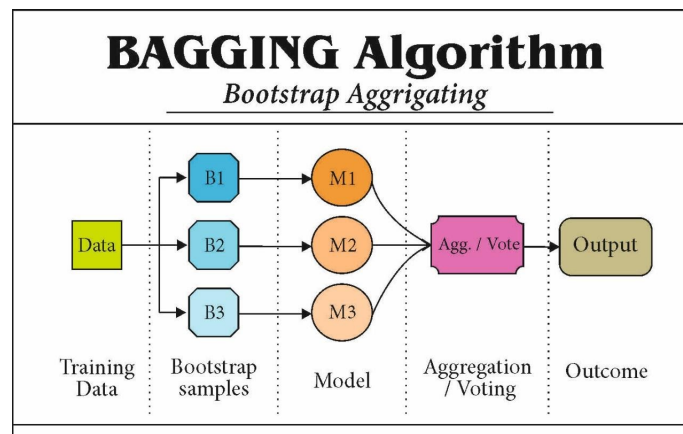 BAGGING Algorithm
Bootstrap Aggrigating
B1
M1
Data
B2
M2
Agg. / Vote
Output
B3
M3
Training
Data
Bootstrap
samples
Model
Aggregation
/ Voting
Outcome